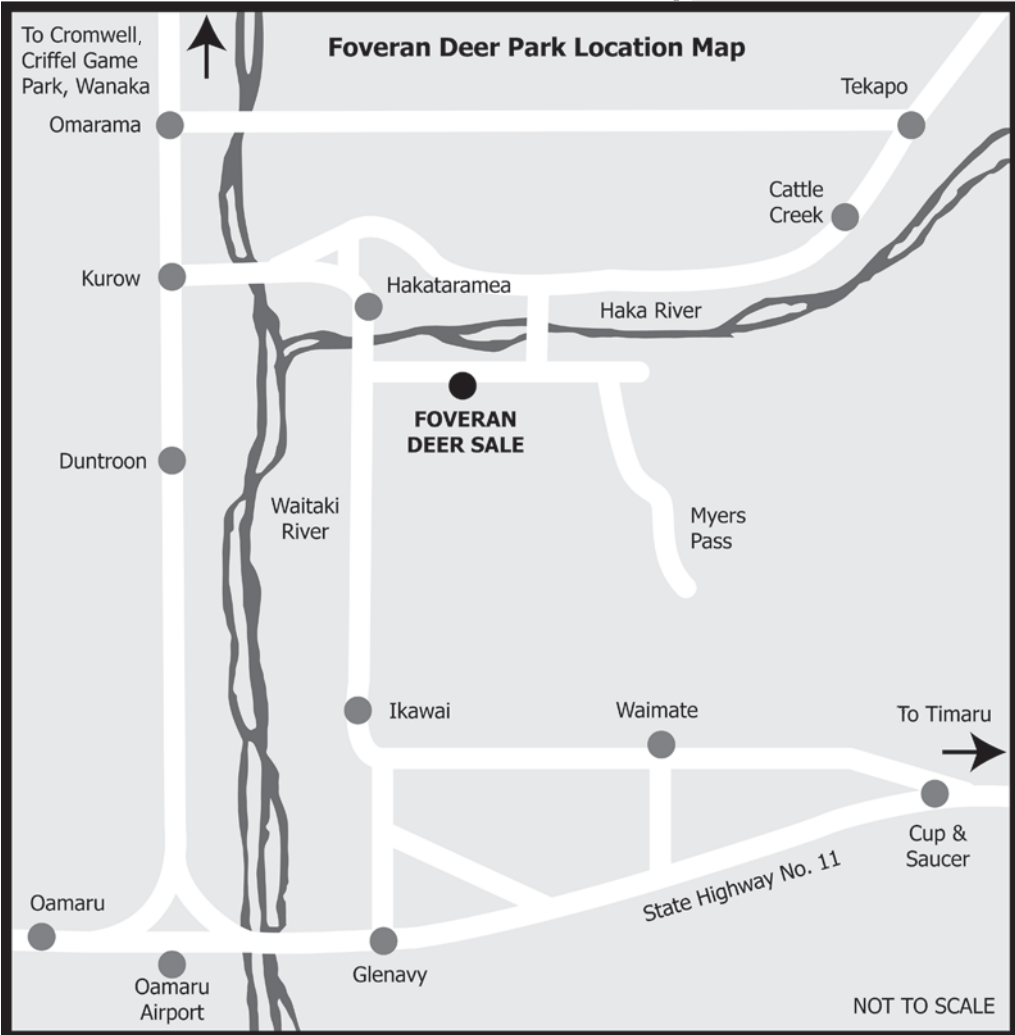 To Cromwell,
Criffel Game
Park, Wanaka
Foveran Deer Park Location Map
Tekapo
Omarama
Cattle
Creek
Kurow
Hakataramea
Haka River
FOVERAN
DEER SALE
Duntroon
Waitaki
River
Myers
Pass
Ikawai
Waimate
To Timaru
Cup &
Saucer
State Highway No. 11
Oamaru
Glenavy
Oamaru
Airport
NOT TO SCALE